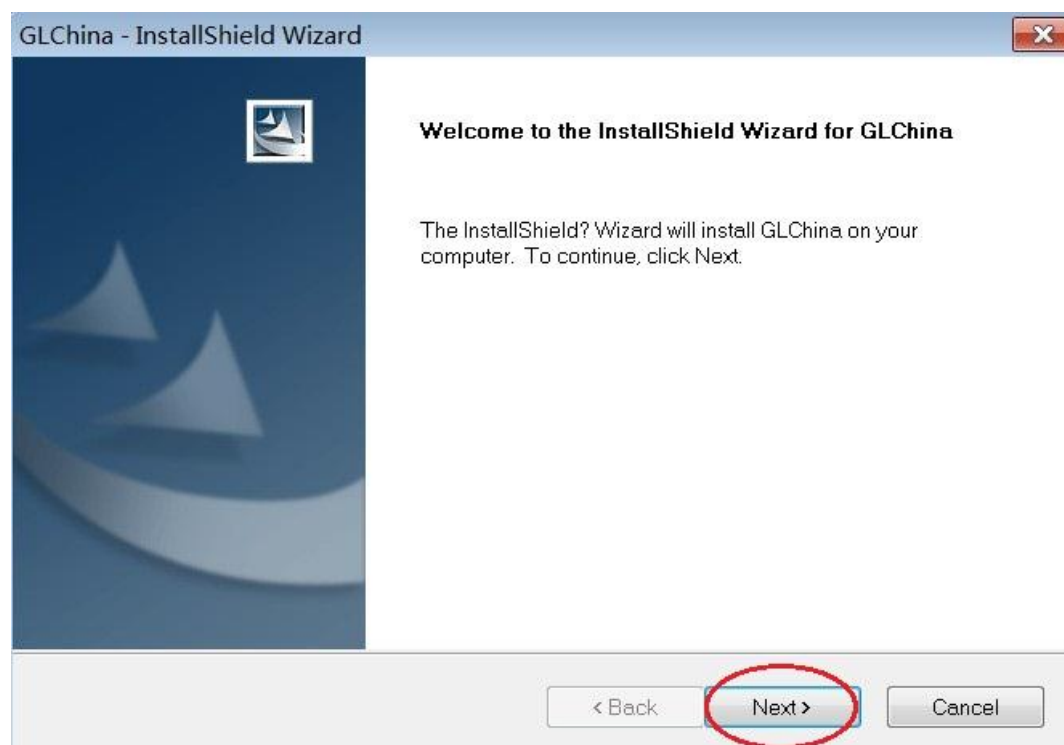 GLChina - InstallShield Wizard
Welcome to the InstallShield Wizard for GLChina
The InstallShield? Wizard will install GLChina on your
computer. To continue, click Next.
< Back
Next >
Cancel